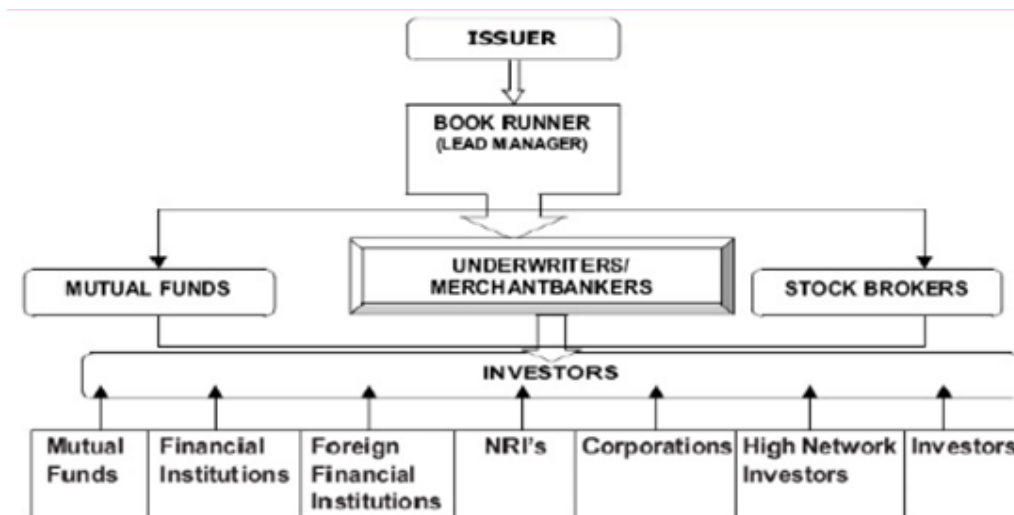 ISSUER
BOOK RUNNER
(LEAD MANAGER)
MUTUAL FUNDS
UNDERWRITERS/
MERCHANTBANKERS
STOCK BROKERS
INVESTORS
Mutual
Funds
Financial
Institutions
Foreign
Financial
Institutions
NRI's
Corporations
High Network
Investors
Investors